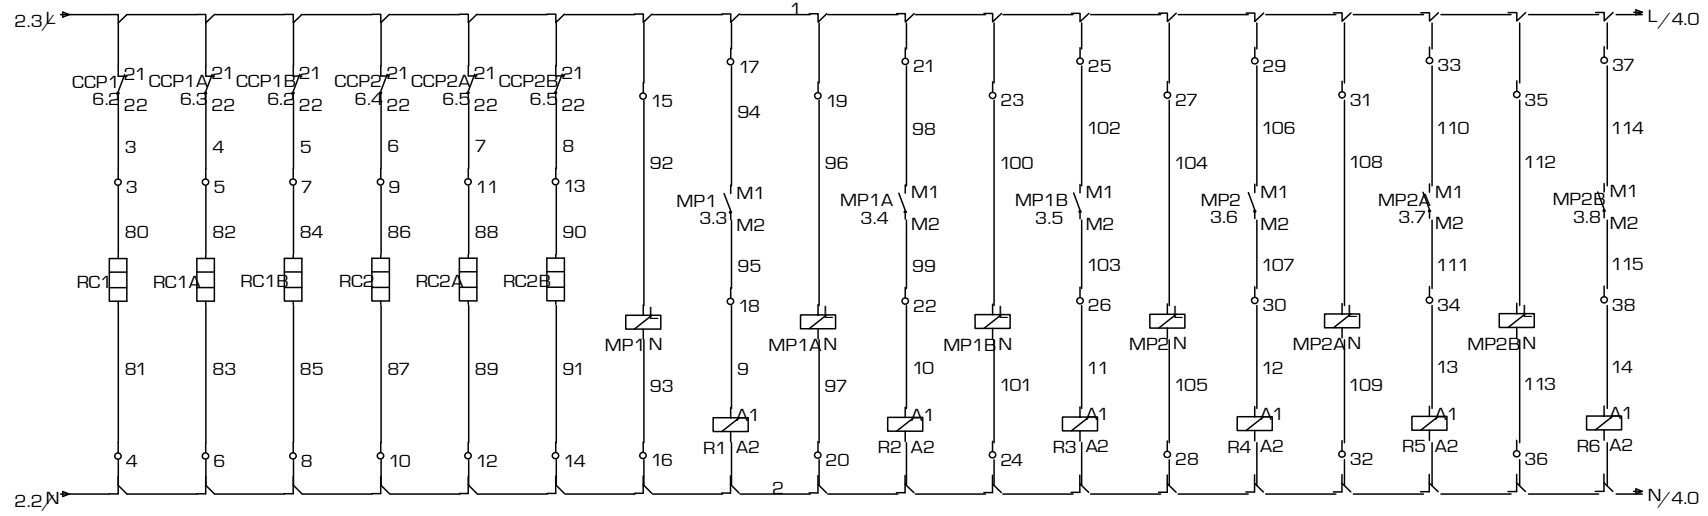 2.3/L 1 L/4.0
17 21 25 29 33 37
CCP1 21 CCP1A 21 CCP1B 21 CCP2 21 CCP2A 21 CCP2B 21
6.2 22 6.3 22 6.2 22 6.4 22 6.5 22 6.5 22
15 19 23 27 31 35
94 98 102 106 110 114
3 4 5 6 7 8
92 96 100 104 108 112
3 5 7 9 11 13
MP1 M1 MP1A M1 MP1B M1 MP2 M1 MP2A M1 MP2B M1
3.3 M2 3.4 M2 3.5 M2 3.6 M2 3.7 M2 3.8 M2
80 82 84 86 88 90
95 99 103 107 111 115
RC1 RC1A RC1B RC2 RC2A RC2B
18 22 26 30 34 38
MP1 N MP1A N MP1B N MP2 N MP2A N MP2B N
81 83 85 87 89 91 9 10 11 12 13 14
93 97 101 105 109 113
A1 A1 A1 A1 A1 A1
R1 A2 R2 A2 R3 A2 R4 A2 R5 A2 R6 A2
4 6 8 10 12 14 16 20 24 28 32 36
2.2/N 2 N/4.0